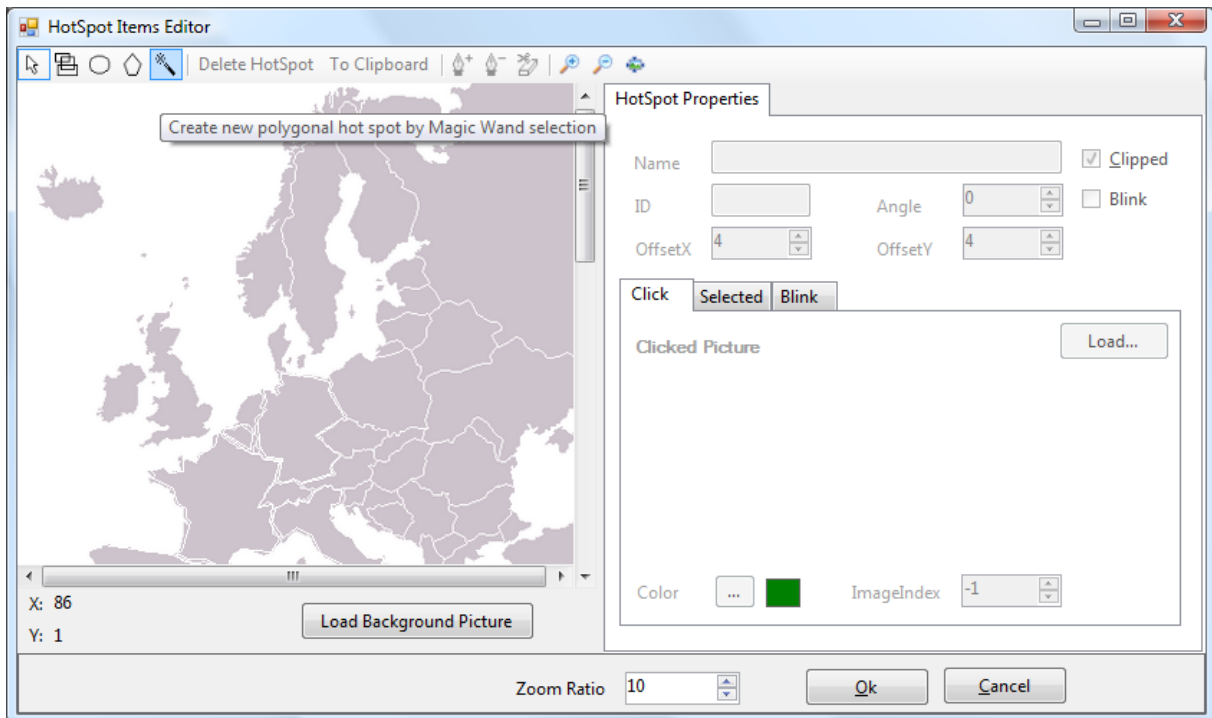 HotSpot Items Editor
Delete HotSpot To Clipboard
Create new polygonal hot spot by Magic Wand selection
HotSpot Properties
Name
Clipped
ID
Angle 0
Blink
OffsetX 4
OffsetY 4
Click Selected Blink
Clicked Picture
Load...
Color ... ImageIndex -1
X: 86
Y: 1
Load Background Picture
Zoom Ratio 10
Ok
Cancel